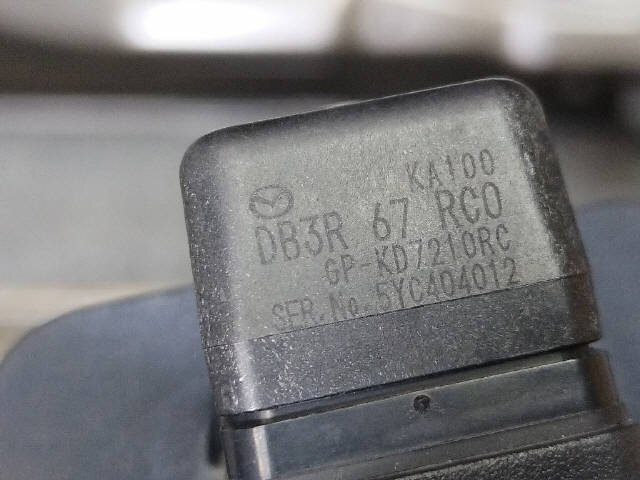 KA100
DB3R 67 RC0
GP-KD7210RC
SER.No.5YC404012